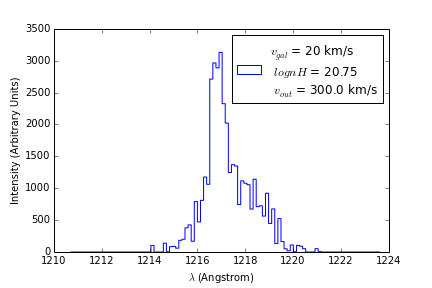 3500
3000
2500
2000
1500
1000
500
0
Intensity (Arbitrary Units)
v_gal = 20 km/s
lognH = 20.75
v_out = 300.0 km/s
1210 1212 1214 1216 1218 1220 1222 1224
λ (Angstrom)